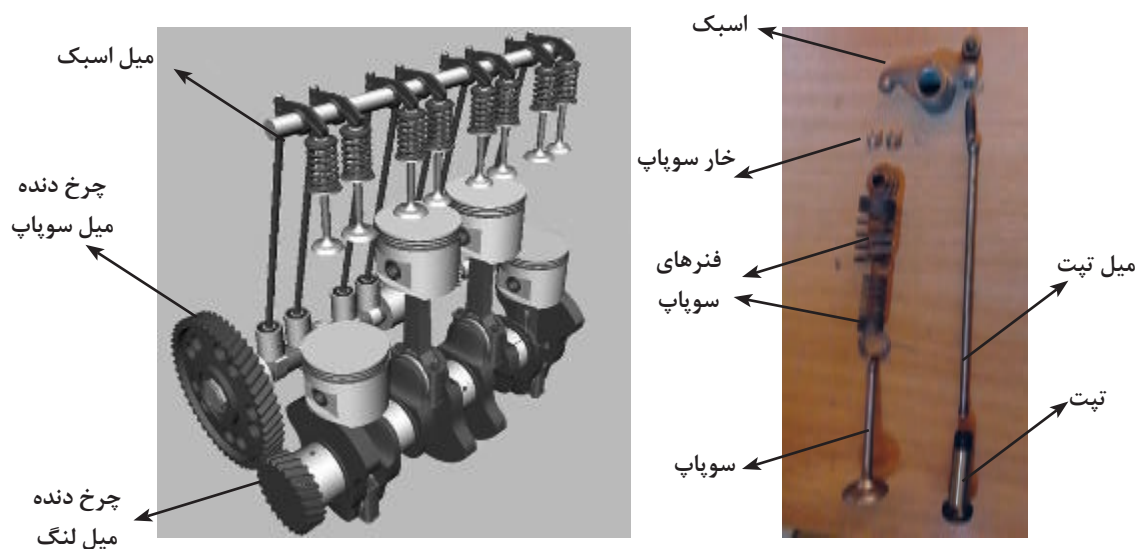 اسبک
خار سوپاپ
فنرهای
سوپاپ
سوپاپ
میل تپت
تپت
میل اسبک
چرخ دنده
میل سوپاپ
چرخ دنده
میل لنگ